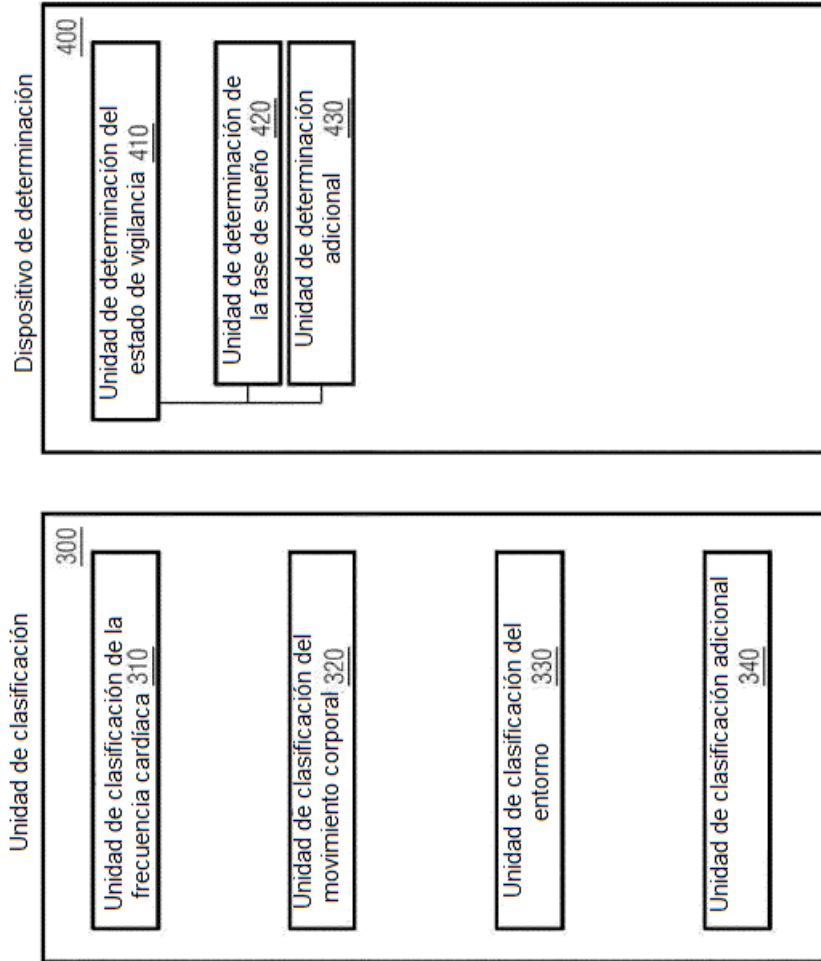 Unidad de clasificación
300
Unidad de clasificación de la
frecuencia cardíaca 310
Unidad de clasificación del
movimiento corporal 320
Unidad de clasificación del
entorno 330
Unidad de clasificación adicional
340
Dispositivo de determinación
400
Unidad de determinación del
estado de vigilancia 410
Unidad de determinación de
la fase de sueño 420
Unidad de determinación
adicional 430